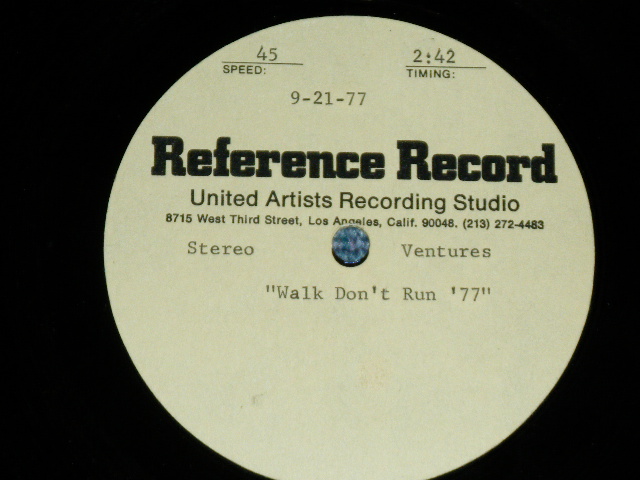 45 2:42
SPEED: TIMING:
9-21-77
Reference Record
United Artists Recording Studio
8715 West Third Street, Los Angeles, Calif. 90048. (213) 272-4483
Stereo Ventures
"Walk Don't Run '77"